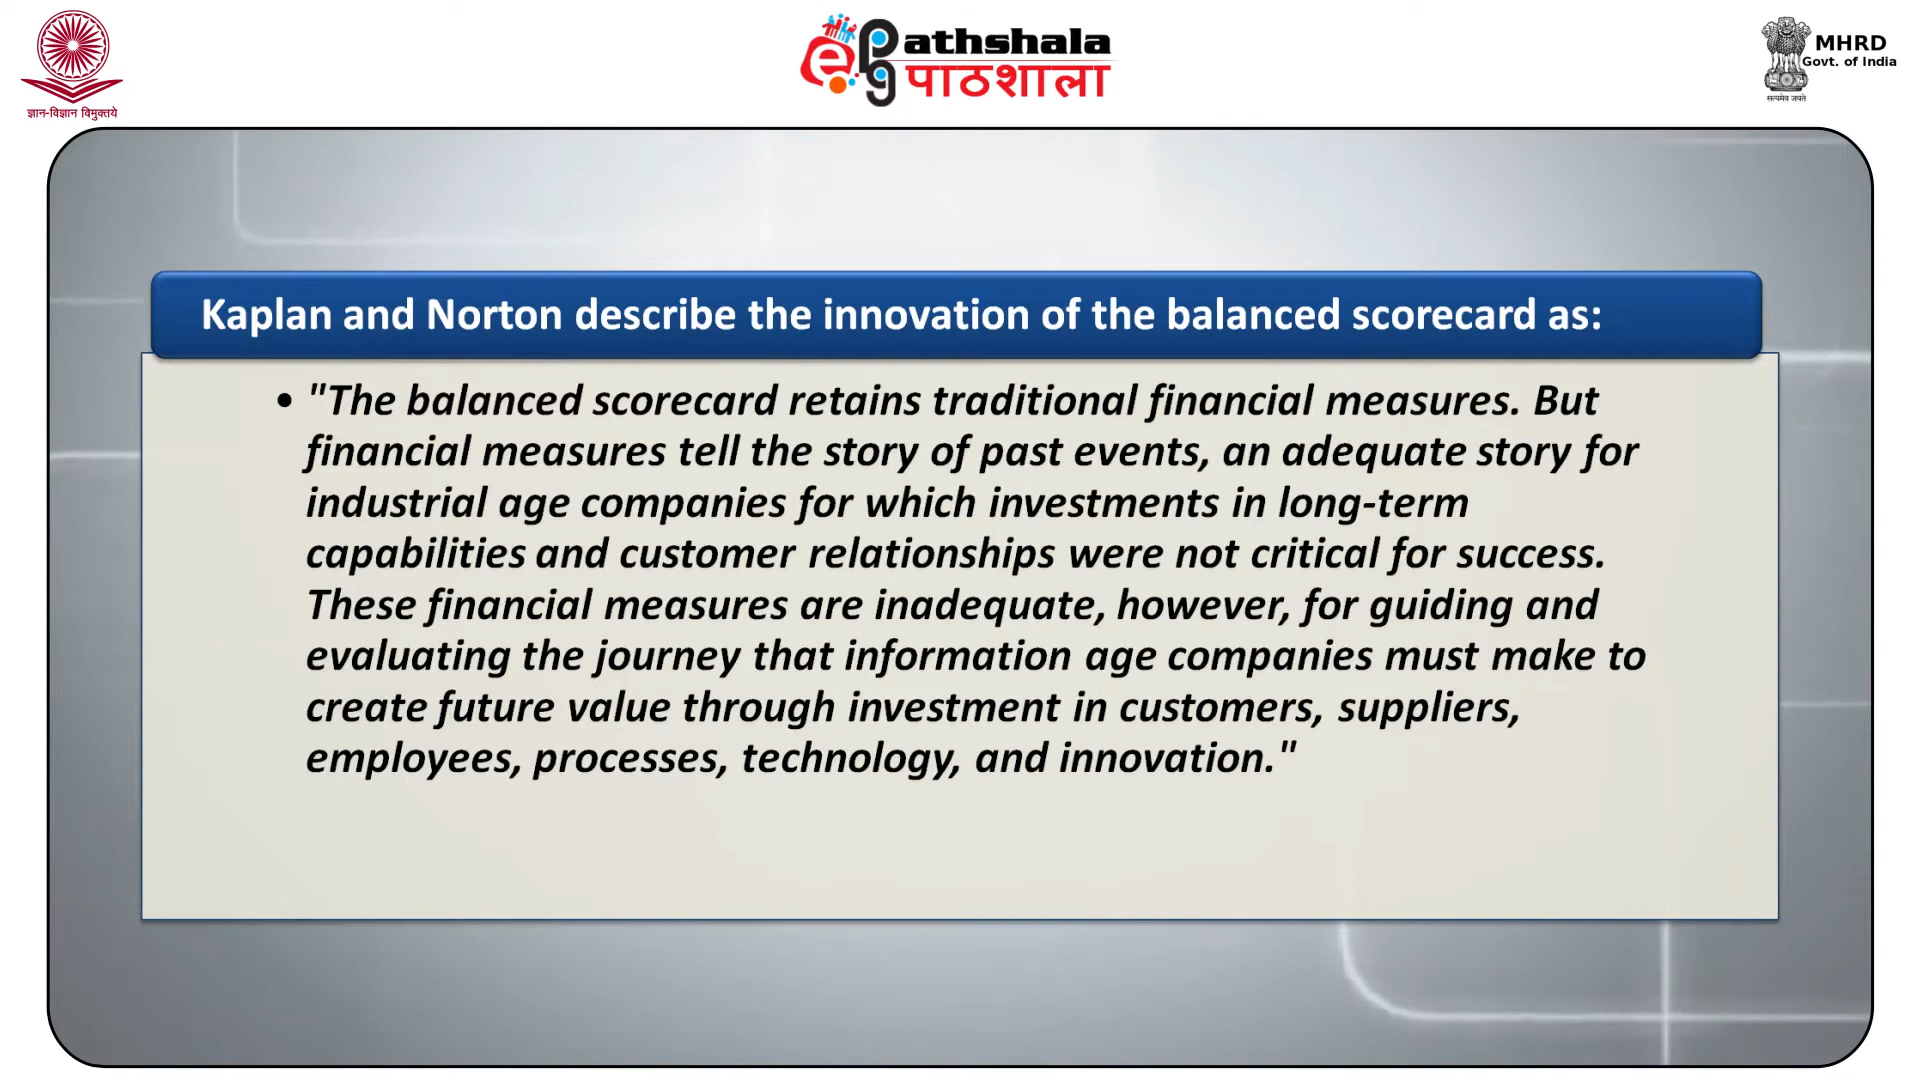 ज्ञान-विज्ञान विमुक्तये
ePG athshala
पाठशाला
सत्यमेव जयते
MHRD
Govt. of India
Kaplan and Norton describe the innovation of the balanced scorecard as:
• "The balanced scorecard retains traditional financial measures. But
financial measures tell the story of past events, an adequate story for
industrial age companies for which investments in long-term
capabilities and customer relationships were not critical for success.
These financial measures are inadequate, however, for guiding and
evaluating the journey that information age companies must make to
create future value through investment in customers, suppliers,
employees, processes, technology, and innovation."